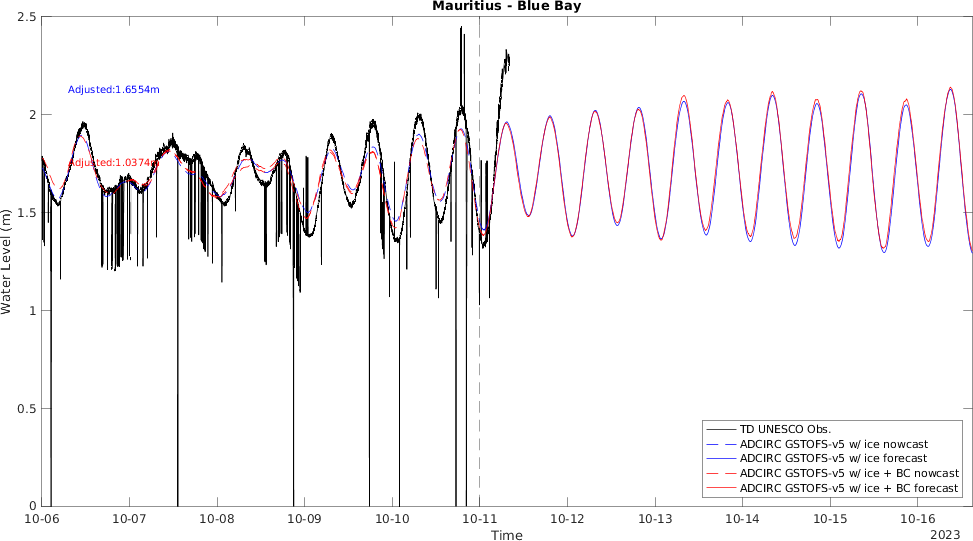 Mauritius - Blue Bay
2.5
2
1.5
1
0.5
0
Water Level (m)
Adjusted:1.6554m
Adjusted:1.0374m
TD UNESCO Obs.
ADCIRC GSTOFS-v5 w/ ice nowcast
ADCIRC GSTOFS-v5 w/ ice forecast
ADCIRC GSTOFS-v5 w/ ice + BC nowcast
ADCIRC GSTOFS-v5 w/ ice + BC forecast
10-06 10-07 10-08 10-09 10-10 10-11 10-12 10-13 10-14 10-15 10-16
Time
2023